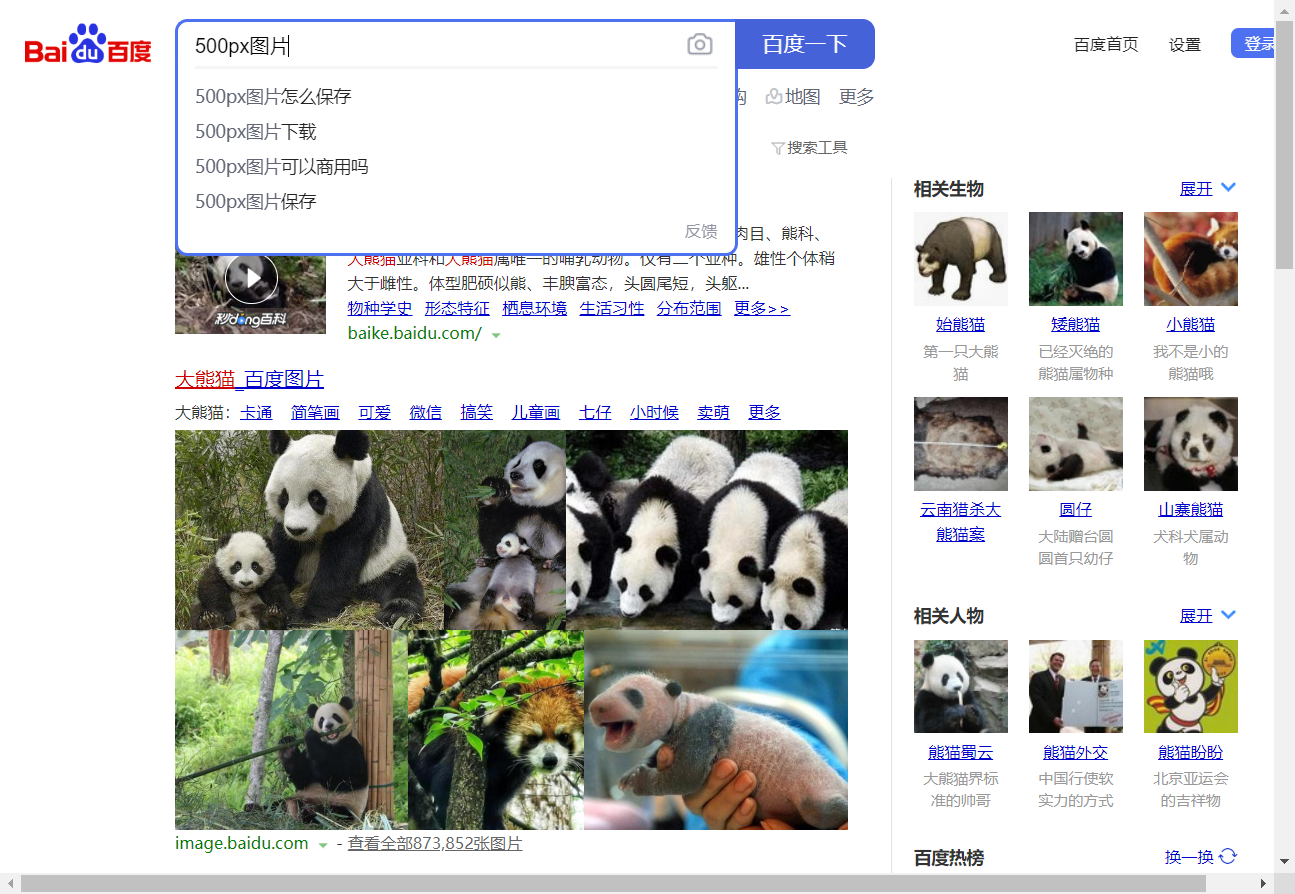 Bai du 百度
500px图片
百度一下
百度首页
设置
登录
500px图片怎么保存
500px图片下载
500px图片可以商用吗
500px图片保存
反馈
地图
更多
搜索工具
肉目、熊科、
大熊猫亚科和大熊猫属唯一的哺乳动物。仅有二个亚种。雄性个体稍
大于雌性。体型肥硕似熊、丰腴富态，头圆尾短，头躯...
物种学史 形态特征 栖息环境 生活习性 分布范围 更多>>
baike.baidu.com/
秒dong百科
大熊猫_百度图片
大熊猫: 卡通 简笔画 可爱 微信 搞笑 儿童画 七仔 小时候 卖萌 更多
image.baidu.com - 查看全部873,852张图片
相关生物
展开
始熊猫
第一只大熊
猫
矮熊猫
已经灭绝的
熊猫属物种
小熊猫
我不是小的
熊猫哦
云南猎杀大
熊猫案
圆仔
大陆赠台圆
圆首只幼仔
山寨熊猫
犬科犬属动
物
相关人物
展开
熊猫蜀云
大熊猫界标
准的帅哥
熊猫外交
中国行使软
实力的方式
熊猫盼盼
北京亚运会
的吉祥物
百度热榜
换一换